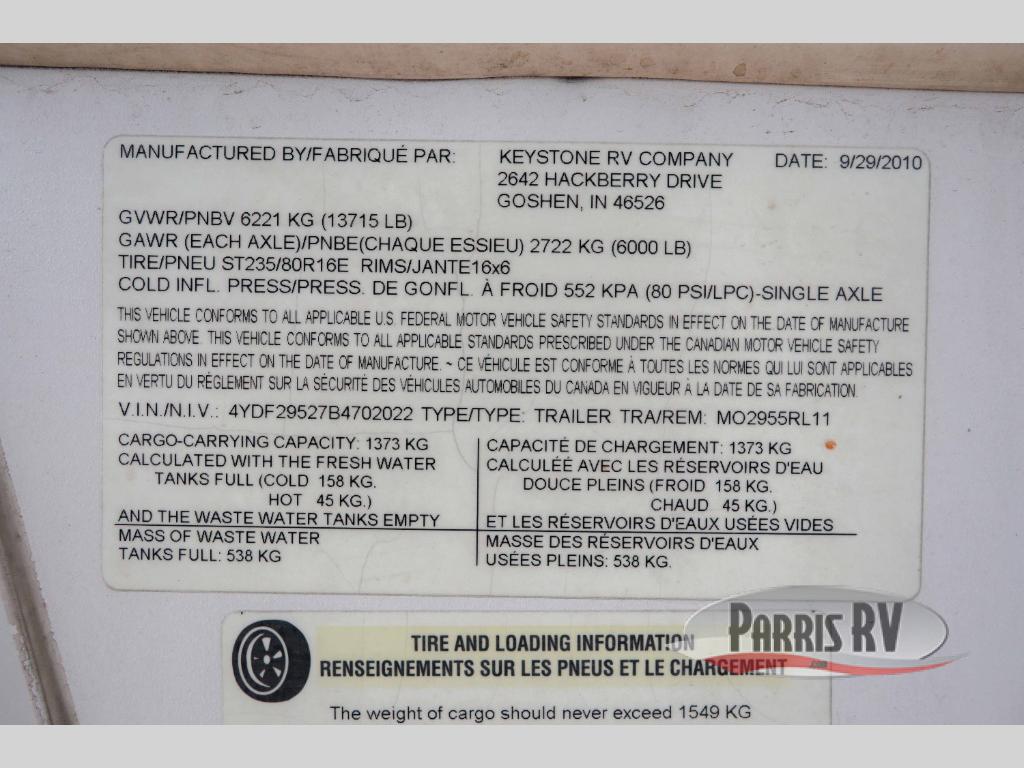 MANUFACTURED BY/FABRIQUÉ PAR: KEYSTONE RV COMPANY DATE: 9/29/2010
2642 HACKBERRY DRIVE
GOSHEN, IN 46526
GVWR/PNBV 6221 KG (13715 LB)
GAWR (EACH AXLE)/PNBE(CHAQUE ESSIEU) 2722 KG (6000 LB)
TIRE/PNEU ST235/80R16E RIMS/JANTE16x6
COLD INFL. PRESS/PRESS. DE GONFL. À FROID 552 KPA (80 PSI/LPC)-SINGLE AXLE
THIS VEHICLE CONFORMS TO ALL APPLICABLE U.S. FEDERAL MOTOR VEHICLE SAFETY STANDARDS IN EFFECT ON THE DATE OF MANUFACTURE
SHOWN ABOVE. THIS VEHICLE CONFORMS TO ALL APPLICABLE STANDARDS PRESCRIBED UNDER THE CANADIAN MOTOR VEHICLE SAFETY
REGULATIONS IN EFFECT ON THE DATE OF MANUFACTURE. ~ CE VÉHICULE EST CONFORME À TOUTES LES NORMES QUI LUI SONT APPLICABLES
EN VERTU DU RÉGLEMENT SUR LA SÉCURITÉ DES VÉHICULES AUTOMOBILES DU CANADA EN VIGUEUR À LA DATE DE SA FABRICATION.
V.I.N./N.I.V.: 4YDF29527B4702022 TYPE/TYPE: TRAILER TRA/REM: MO2955RL11
CARGO-CARRYING CAPACITY: 1373 KG
CALCULATED WITH THE FRESH WATER
TANKS FULL (COLD 158 KG.
HOT 45 KG.)
AND THE WASTE WATER TANKS EMPTY
MASS OF WASTE WATER
TANKS FULL: 538 KG
CAPACITÉ DE CHARGEMENT: 1373 KG
CALCULÉE AVEC LES RÉSERVOIRS D'EAU
DOUCE PLEINS (FROID 158 KG.
CHAUD 45 KG.)
ET LES RÉSERVOIRS D'EAUX USÉES VIDES
MASSE DES RÉSERVOIRS D'EAUX
USÉES PLEINS: 538 KG.
PARRIS RV
.com
TIRE AND LOADING INFORMATION
RENSEIGNEMENTS SUR LES PNEUS ET LE CHARGEMENT
The weight of cargo should never exceed 1549 KG